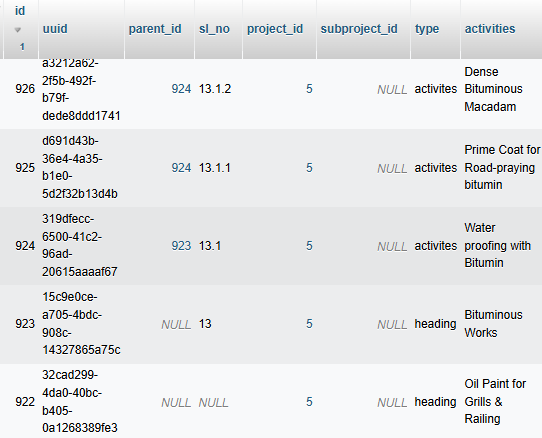 id
uuid parent_id sl_no project_id subproject_id type activities
1
a3212a62-
2f5b-492f-
b79f-
dede8ddd1741
926 924 13.1.2 5 NULL activites
Dense
Bituminous
Macadam
d691d43b-
36e4-4a35-
b1e0-
5d2f32b13d4b
925 924 13.1.1 5 NULL activites
Prime Coat for
Road-praying
bitumin
319dfecc-
6500-41c2-
96ad-
20615aaaaf67
924 923 13.1 5 NULL activites
Water
proofing with
Bitumin
15c9e0ce-
a705-4bdc-
908c-
14327865a75c
923 NULL 13 5 NULL heading
Bituminous
Works
32cad299-
4da0-40bc-
b405-
0a1268389fe3
922 NULL NULL 5 NULL heading
Oil Paint for
Grills &
Railing